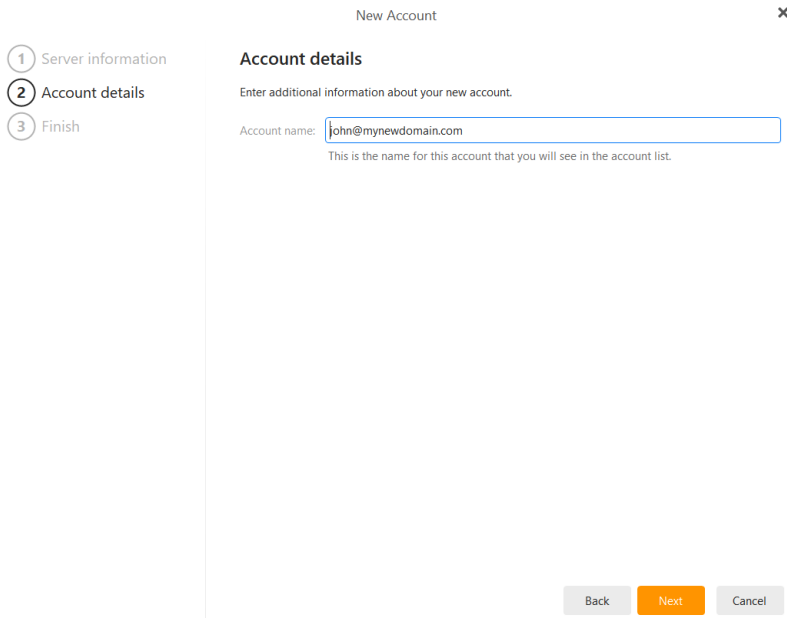 New Account
1 Server information
2 Account details
3 Finish
Account details
Enter additional information about your new account.
Account name: john@mynewdomain.com
This is the name for this account that you will see in the account list.
Back Next Cancel